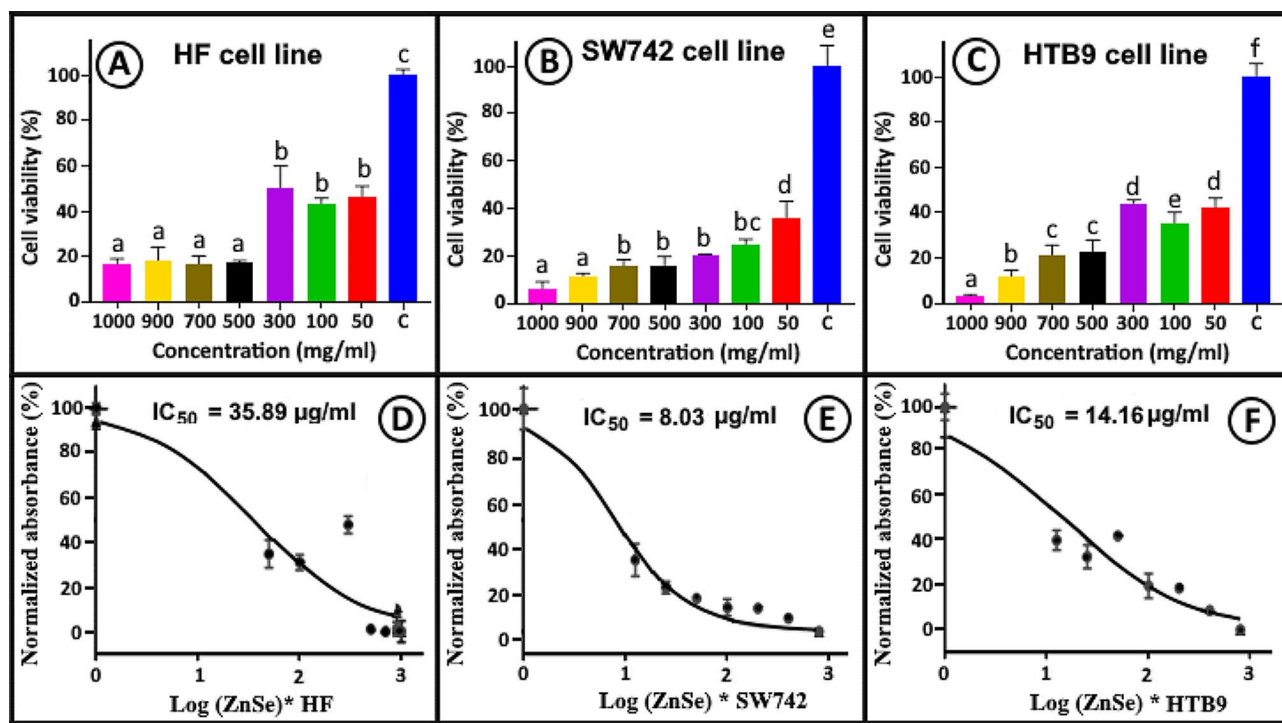 A
HF cell line
Cell viability (%)
100
80
60
40
20
0
a
a
a
a
b
b
b
c
1000 900 700 500 300 100 50 C
Concentration (mg/ml)
B
SW742 cell line
Cell viability (%)
100
80
60
40
20
0
a
a
b
b
b
bc
d
e
1000 900 700 500 300 100 50 C
Concentration (mg/ml)
C
HTB9 cell line
Cell viability (%)
100
80
60
40
20
0
a
b
c
c
d
e
d
f
1000 900 700 500 300 100 50 C
Concentration (mg/ml)
D
IC50 = 35.89 µg/ml
Normalized absorbance (%)
100
80
60
40
20
0
0 1 2 3
Log (ZnSe)* HF
E
IC50 = 8.03 µg/ml
Normalized absorbance (%)
100
80
60
40
20
0
0 1 2 3
Log (ZnSe) * SW742
F
IC50 = 14.16 µg/ml
Normalized absorbance (%)
100
80
60
40
20
0
0 1 2 3
Log (ZnSe) * HTB9